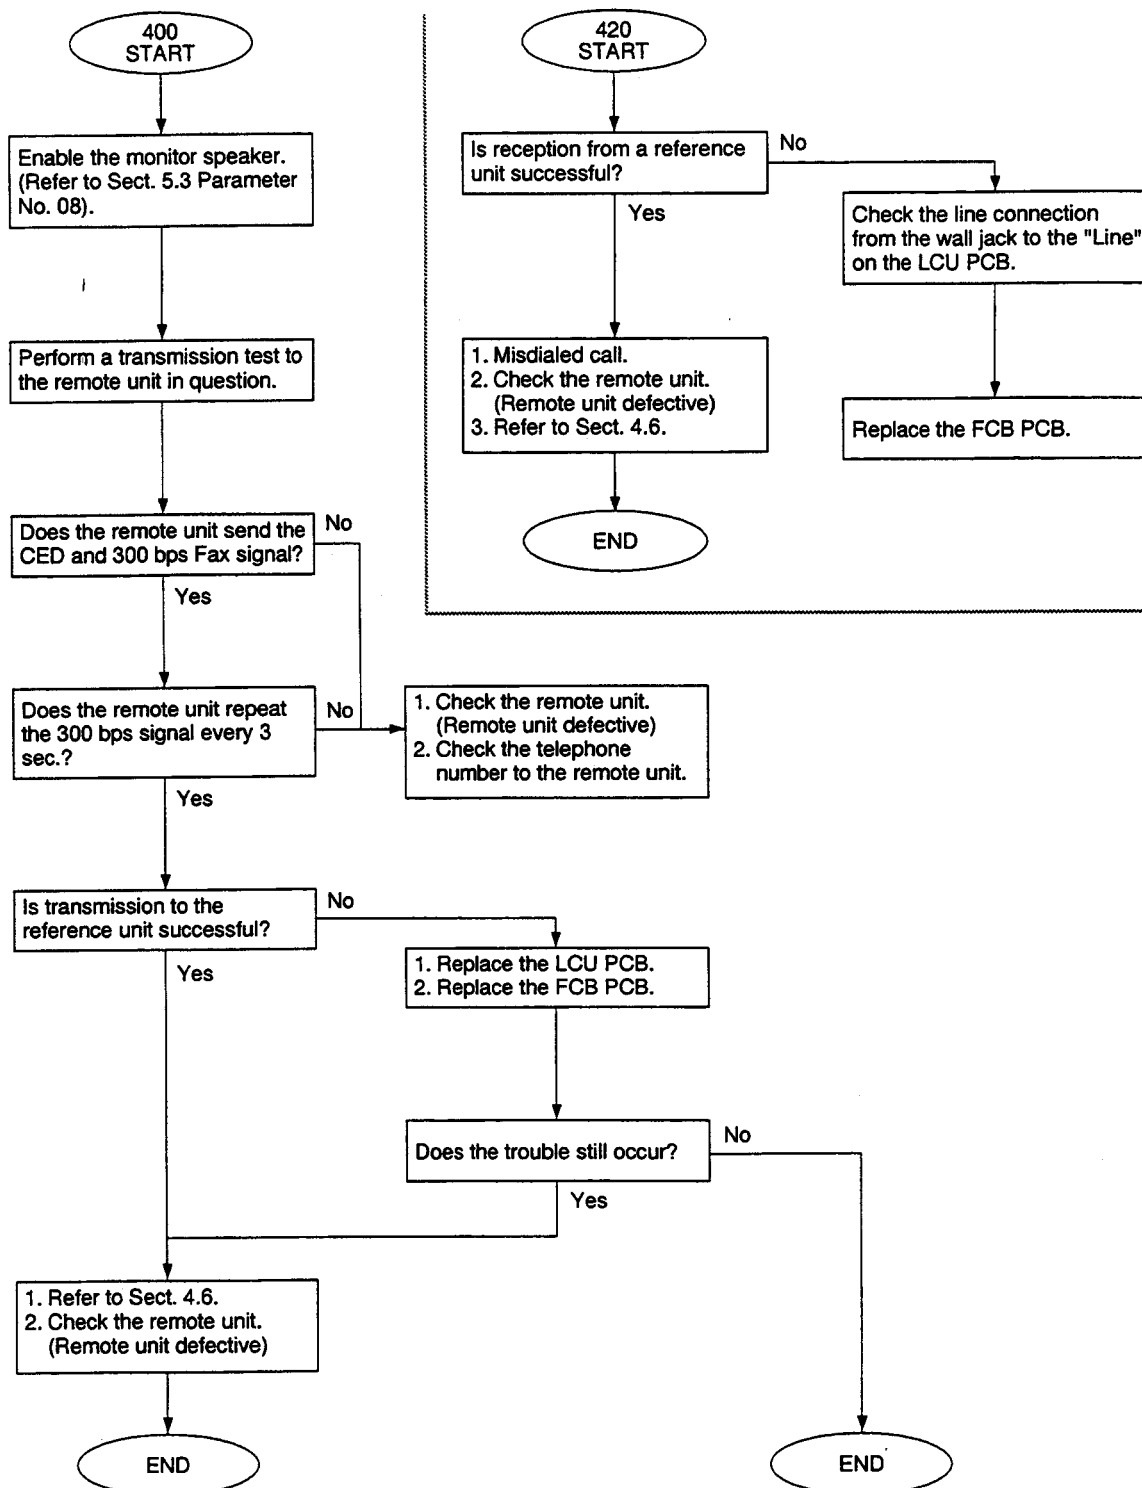 400
START
Enable the monitor speaker.
(Refer to Sect. 5.3 Parameter
No. 08).
Perform a transmission test to
the remote unit in question.
Does the remote unit send the
CED and 300 bps Fax signal?
No
Yes
Does the remote unit repeat
the 300 bps signal every 3
sec.?
No
Yes
1. Check the remote unit.
(Remote unit defective)
2. Check the telephone
number to the remote unit.
Is transmission to the
reference unit successful?
No
Yes
1. Replace the LCU PCB.
2. Replace the FCB PCB.
Does the trouble still occur?
No
Yes
1. Refer to Sect. 4.6.
2. Check the remote unit.
(Remote unit defective)
END
END
420
START
Is reception from a reference
unit successful?
No
Yes
Check the line connection
from the wall jack to the "Line"
on the LCU PCB.
Replace the FCB PCB.
1. Misdialed call.
2. Check the remote unit.
(Remote unit defective)
3. Refer to Sect. 4.6.
END